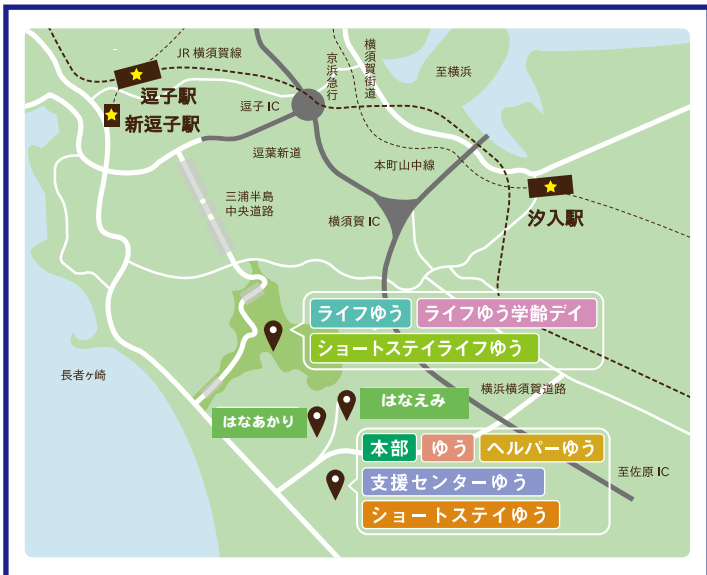 JR 横須賀線
京浜急行
横須賀街道
至横浜
逗子駅
新逗子駅
逗子 IC
逗葉新道
本町山中線
三浦半島
中央道路
横須賀 IC
汐入駅
ライフゆう
ライフゆう学齢デイ
ショートステイライフゆう
長者ヶ崎
横浜横須賀道路
はなえみ
はなあかり
本部
ゆう
ヘルパーゆう
支援センターゆう
ショートステイゆう
至佐原 IC